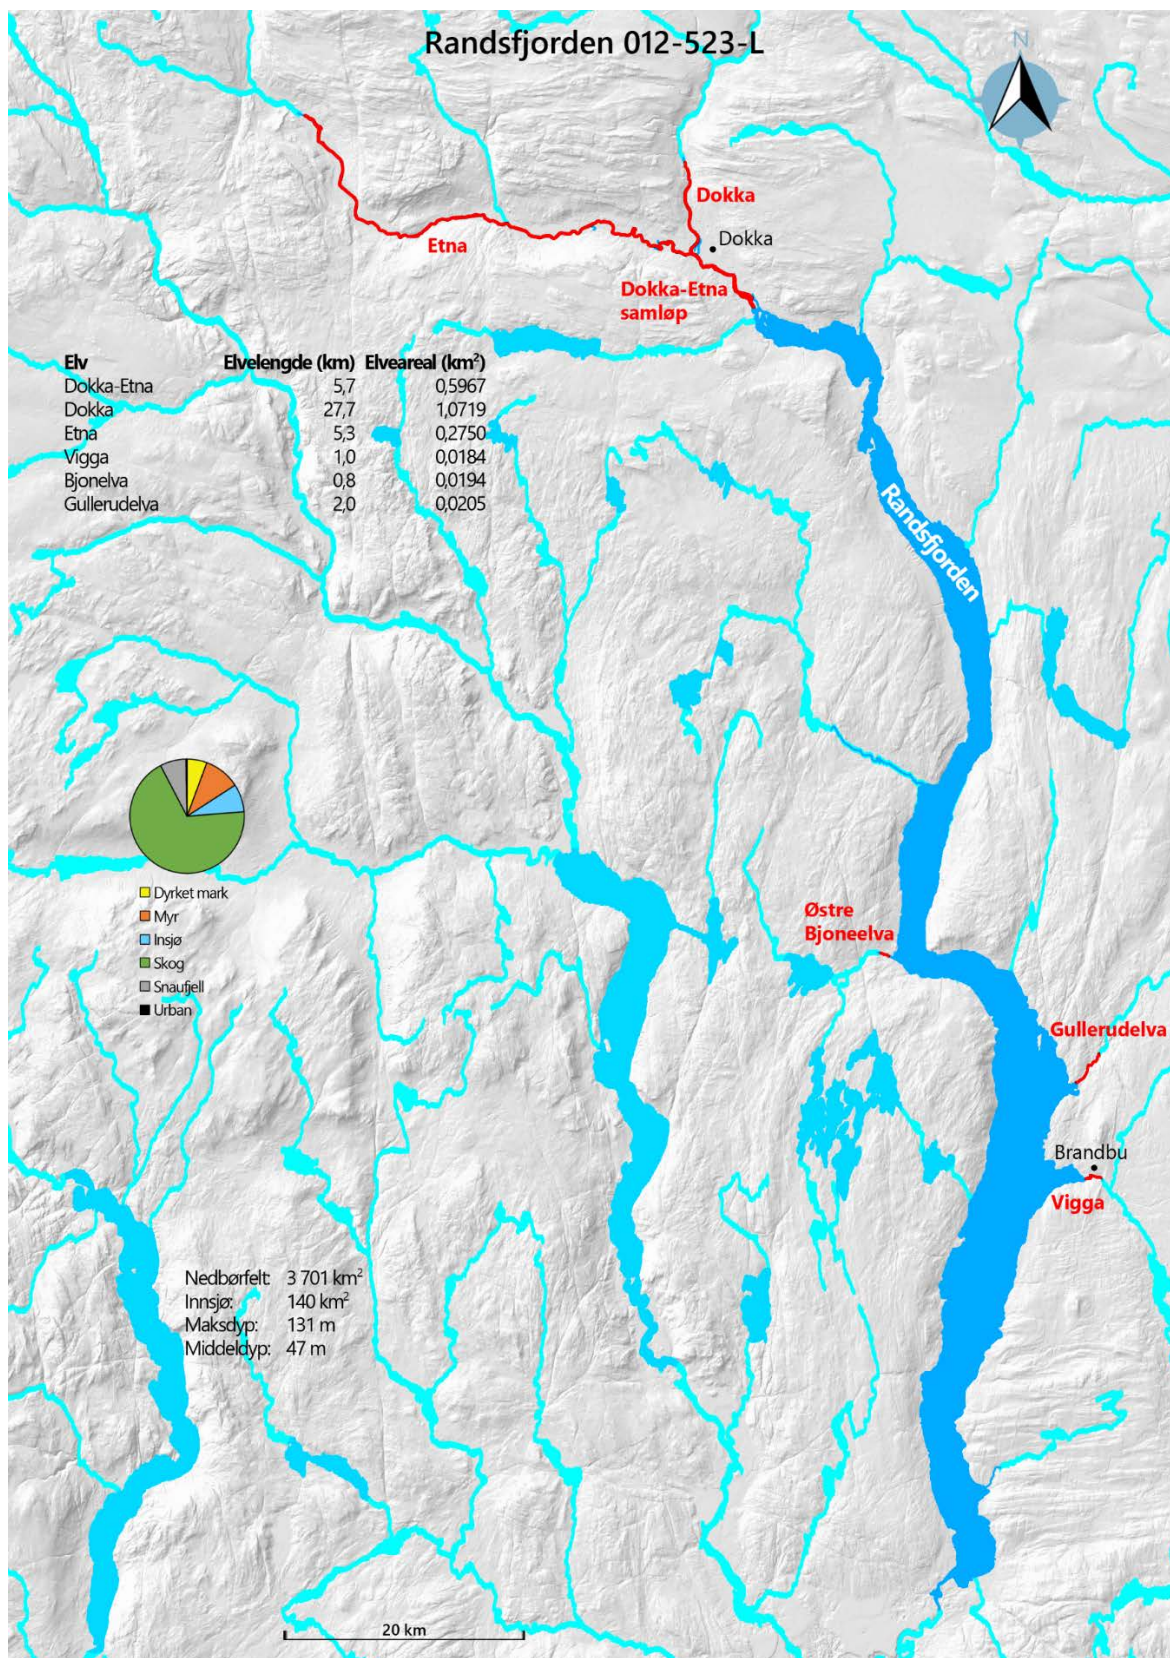 Randsfjorden 012-523-L
N
Dokka
Dokka
Etna
Dokka-Etna
samløp
Elv Elvelengde (km) Elveareal (km²)
Dokka-Etna 5,7 0,5967
Dokka 27,7 1,0719
Etna 5,3 0,2750
Vigga 1,0 0,0184
Bjonelva 0,8 0,0194
Gullerudelva 2,0 0,0205
Randsfjorden
Dyrket mark
Myr
Insjø
Skog
Snaufjell
Urban
Østre
Bjoneelva
Gullerudelva
Brandbu
Vigga
Nedbørfelt: 3 701 km²
Innsjø: 140 km²
Maksdyp: 131 m
Middeldyp: 47 m
20 km